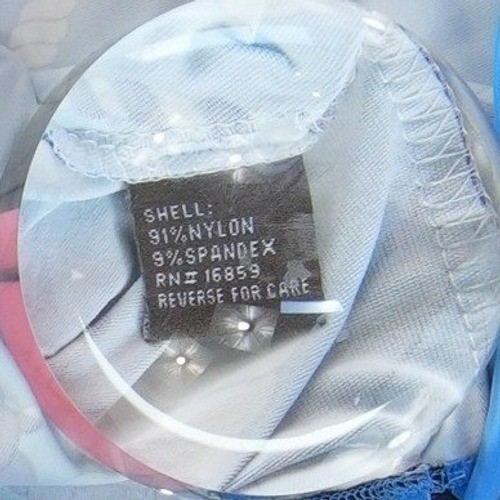 SHELL:
91%NYLON
9%SPANDEX
RN# 16859
REVERSE FOR CARE